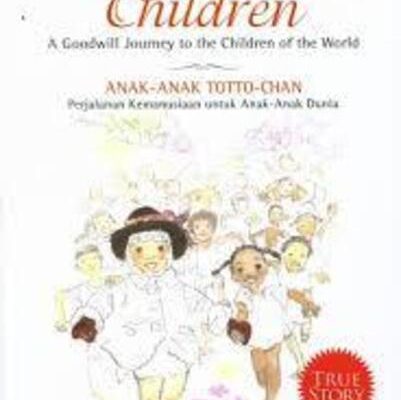 Children
A Goodwill Journey to the Children of the World
ANAK-ANAK TOTTO-CHAN
Perjalanan Kemanusiaan untuk Anak-Anak Dunia
TRUE
STORY